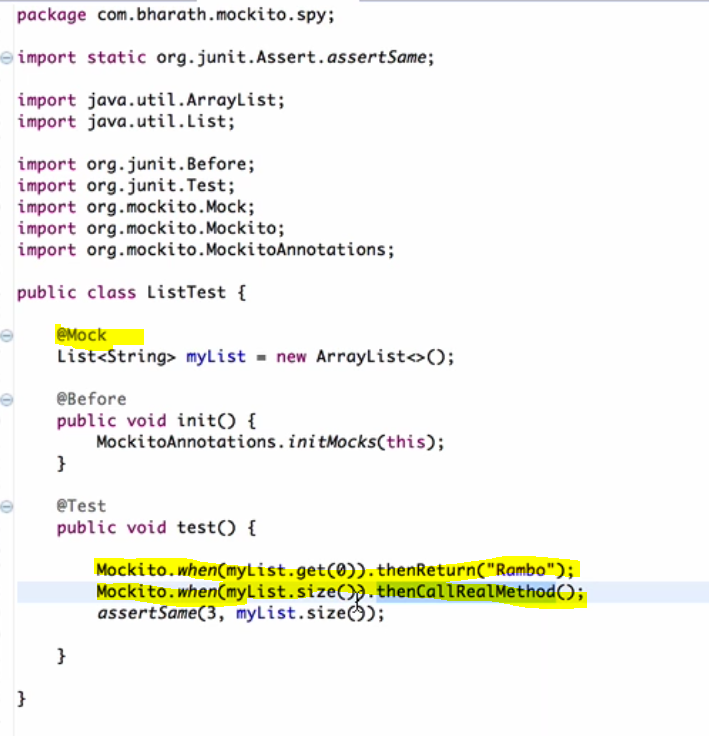 package com.bharath.mockito.spy;
import static org.junit.Assert.assertSame;
import java.util.ArrayList;
import java.util.List;
import org.junit.Before;
import org.junit.Test;
import org.mockito.Mock;
import org.mockito.Mockito;
import org.mockito.MockitoAnnotations;
public class ListTest {
@Mock
List<String> myList = new ArrayList<>();
@Before
public void init() {
MockitoAnnotations.initMocks(this);
}
@Test
public void test() {
Mockito.when(myList.get(0)).thenReturn("Rambo");
Mockito.when(myList.size()).thenCallRealMethod();
assertSame(3, myList.size());
}
}